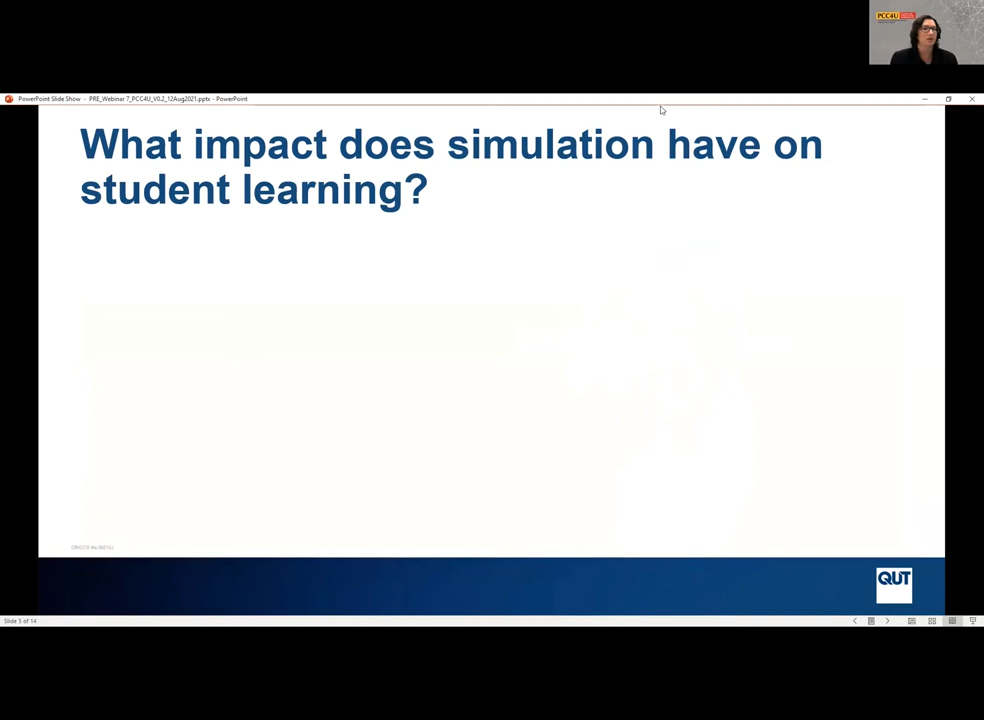 PCC4U
PowerPoint Slide Show - PRE_Webinar 7_PCC4U_V0.2_12Aug2021.pptx - PowerPoint
What impact does simulation have on
student learning?
QUT
Slide 5 of 14